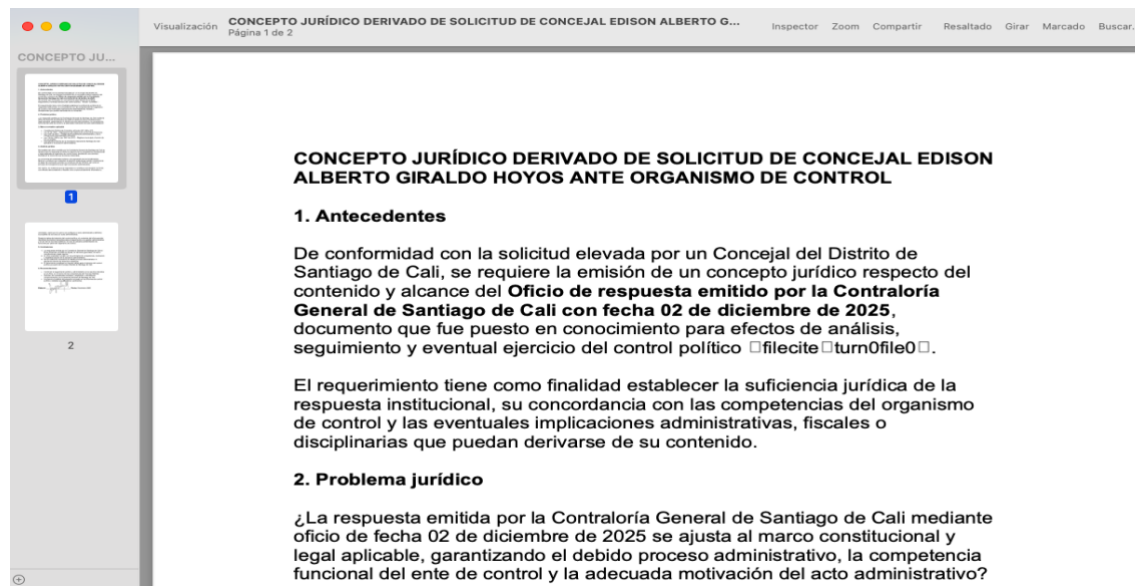 Visualización
CONCEPTO JURÍDICO DERIVADO DE SOLICITUD DE CONCEJAL EDISON ALBERTO G...
Página 1 de 2
Inspector Zoom Compartir Resaltado Girar Marcado Buscar.
CONCEPTO JU...
1
2
CONCEPTO JURÍDICO DERIVADO DE SOLICITUD DE CONCEJAL EDISON
ALBERTO GIRALDO HOYOS ANTE ORGANISMO DE CONTROL
1. Antecedentes
De conformidad con la solicitud elevada por un Concejal del Distrito de
Santiago de Cali, se requiere la emisión de un concepto jurídico respecto del
contenido y alcance del Oficio de respuesta emitido por la Contraloría
General de Santiago de Cali con fecha 02 de diciembre de 2025,
documento que fue puesto en conocimiento para efectos de análisis,
seguimiento y eventual ejercicio del control político □filecite□turn0file0□.
El requerimiento tiene como finalidad establecer la suficiencia jurídica de la
respuesta institucional, su concordancia con las competencias del organismo
de control y las eventuales implicaciones administrativas, fiscales o
disciplinarias que puedan derivarse de su contenido.
2. Problema jurídico
¿La respuesta emitida por la Contraloría General de Santiago de Cali mediante
oficio de fecha 02 de diciembre de 2025 se ajusta al marco constitucional y
legal aplicable, garantizando el debido proceso administrativo, la competencia
funcional del ente de control y la adecuada motivación del acto administrativo?